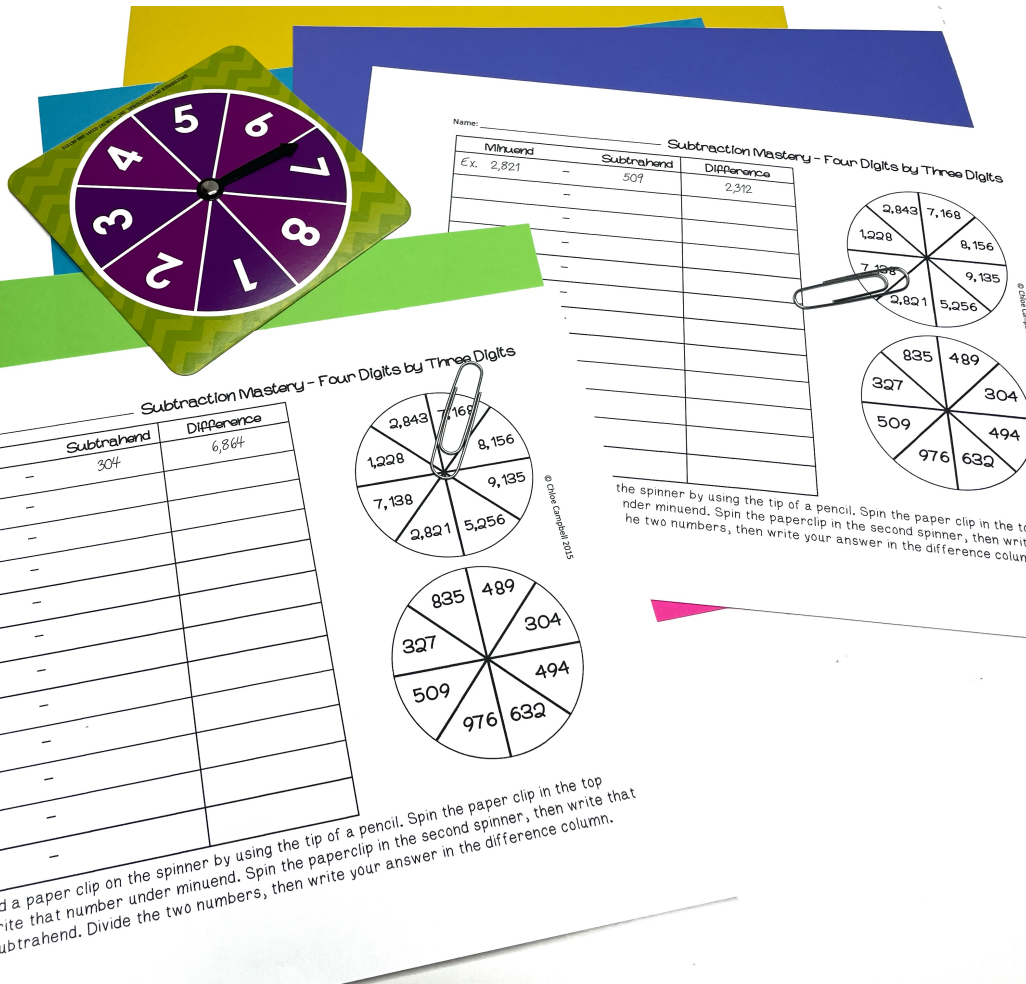 5
6
7
8
1
2
3
4
Name:
Subtraction Mastery - Four Digits by Three Digits
Minuend Subtrahend Difference
Ex. 2,821 - 509 2,312
-
-
-
-
-
2,843 7,168
1,228 8,156
7,138 9,135
2,821 5,256
835 489
327 304
509 494
976 632
the spinner by using the tip of a pencil. Spin the paper clip in the
nder minuend. Spin the paperclip in the second spinner, then
he two numbers, then write your answer in the difference
Subtraction Mastery - Four Digits by Three Digits
Subtrahend Difference
- 304 6,864
-
-
-
-
-
-
-
-
-
-
-
2,843 7,168
1,228 8,156
7,138 9,135
2,821 5,256
© Chloe Campbell 2015
835 489
327 304
509 494
976 632
a paper clip on the spinner by using the tip of a pencil. Spin the paper clip in the top
that number under minuend. Spin the paperclip in the second spinner, then write that
ubtrahend. Divide the two numbers, then write your answer in the difference column.